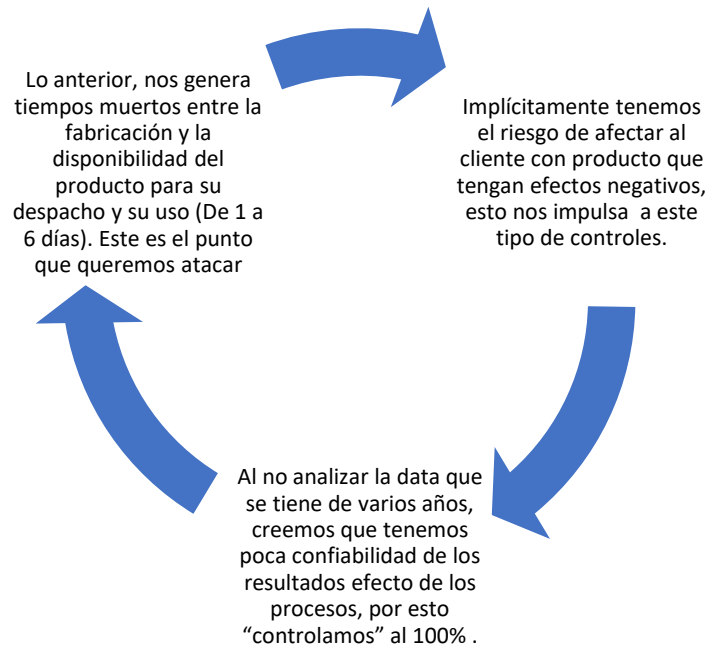 Lo anterior, nos genera
tiempos muertos entre la
fabricación y la
disponibilidad del
producto para su
despacho y su uso (De 1 a
6 días). Este es el punto
que queremos atacar
Implícitamente tenemos
el riesgo de afectar al
cliente con producto que
tengan efectos negativos,
esto nos impulsa a este
tipo de controles.
Al no analizar la data que
se tiene de varios años,
creemos que tenemos
poca confiabilidad de los
resultados efecto de los
procesos, por esto
“controlamos” al 100% .